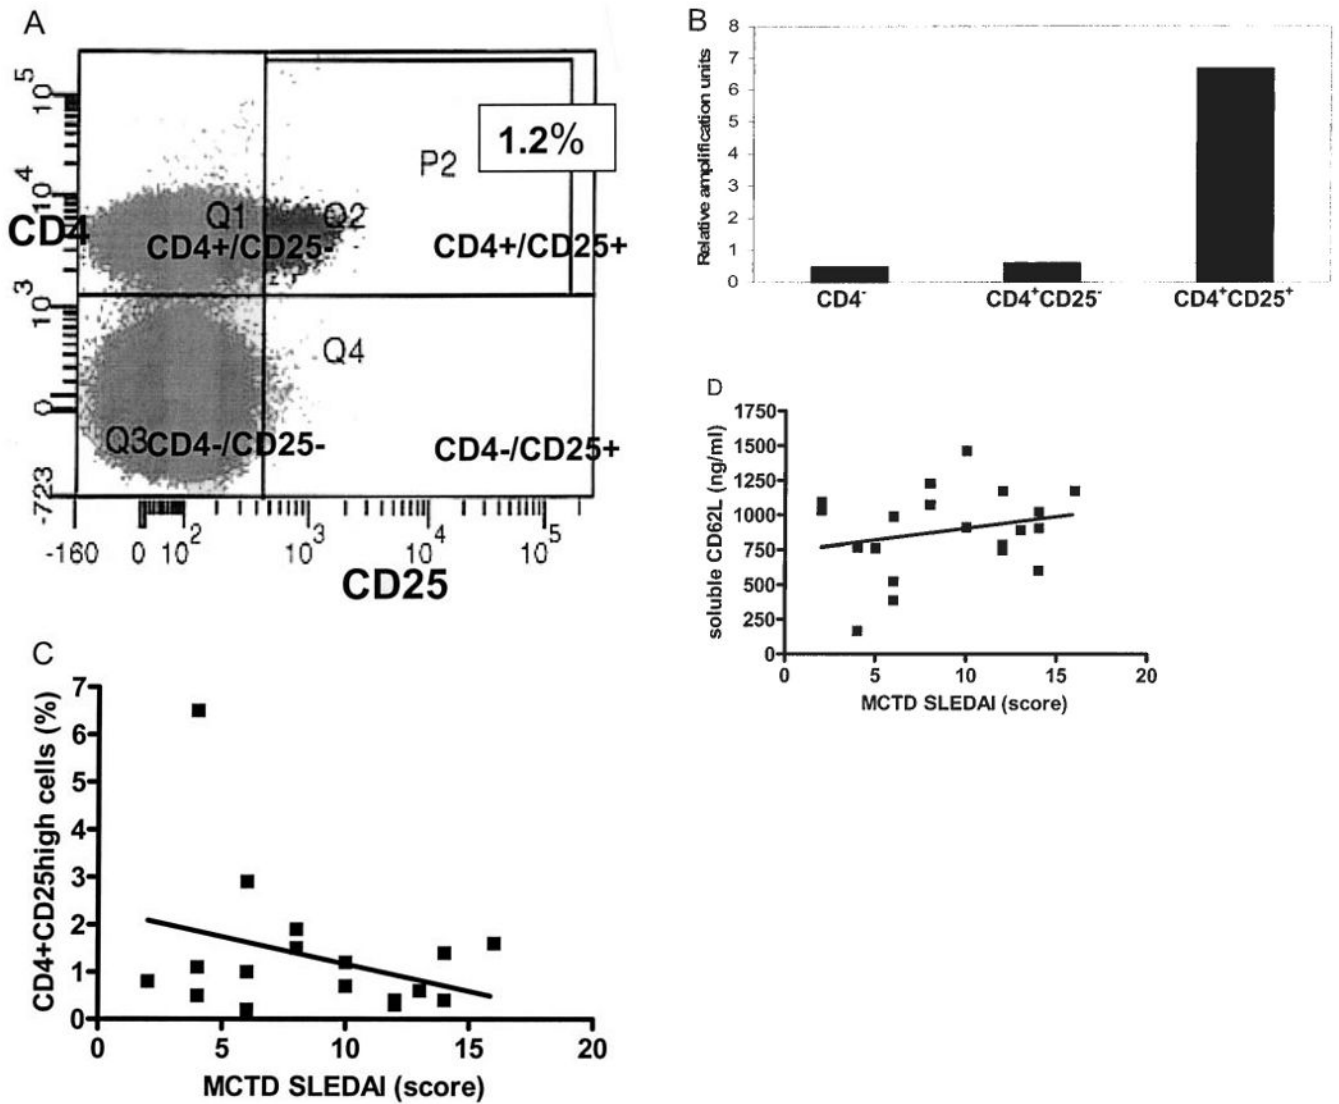 A
10^5
10^4
10^3
0
-723
CD4
1.2%
P2
Q1
Q2
CD4+/CD25-
CD4+/CD25+
Q4
Q3
CD4-/CD25-
CD4-/CD25+
-160 0 10^2 10^3 10^4 10^5
CD25
B
Relative amplification units
8
7
6
5
4
3
2
1
0
CD4⁻ CD4⁺CD25⁻ CD4⁺CD25⁺
D
soluble CD62L (ng/ml)
1750
1500
1250
1000
750
500
250
0
0 5 10 15 20
MCTD SLEDAI (score)
C
CD4+CD25high cells (%)
7
6
5
4
3
2
1
0
0 5 10 15 20
MCTD SLEDAI (score)